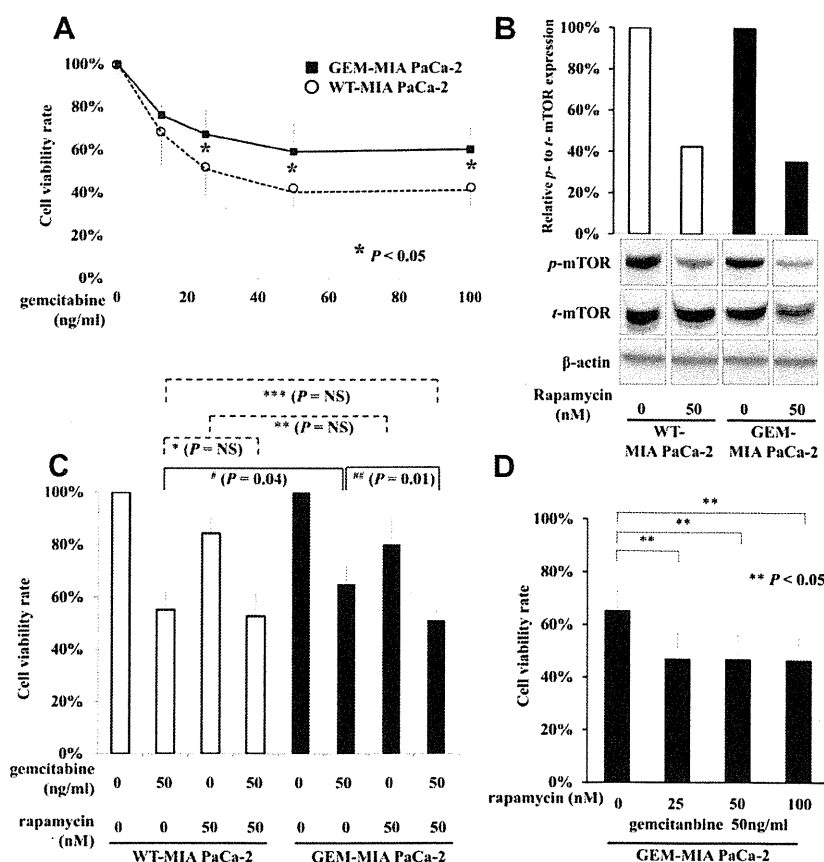 A
100%
80%
60%
40%
20%
0%
Cell viability rate
GEM-MIA PaCa-2
WT-MIA PaCa-2
*
*
*
* P < 0.05
gemcitabine
(ng/ml)
0 20 40 60 80 100
B
100%
80%
60%
40%
20%
0%
Relative p- to t- mTOR expression
p-mTOR
t-mTOR
β-actin
Rapamycin
(nM)
0 50 0 50
WT-
MIA PaCa-2
GEM-
MIA PaCa-2
C
*** (P = NS)
** (P = NS)
* (P = NS)
# (P = 0.04)
## (P = 0.01)
100%
80%
60%
40%
20%
0%
Cell viability rate
gemcitabine
(ng/ml)
0 50 0 50 0 50 0 50
rapamycin
(nM)
0 0 50 50 0 0 50 50
WT-MIA PaCa-2
GEM-MIA PaCa-2
D
**
**
**
** P < 0.05
100%
80%
60%
40%
20%
0%
Cell viability rate
rapamycin (nM)
0 25 50 100
gemcitanbine 50ng/ml
GEM-MIA PaCa-2